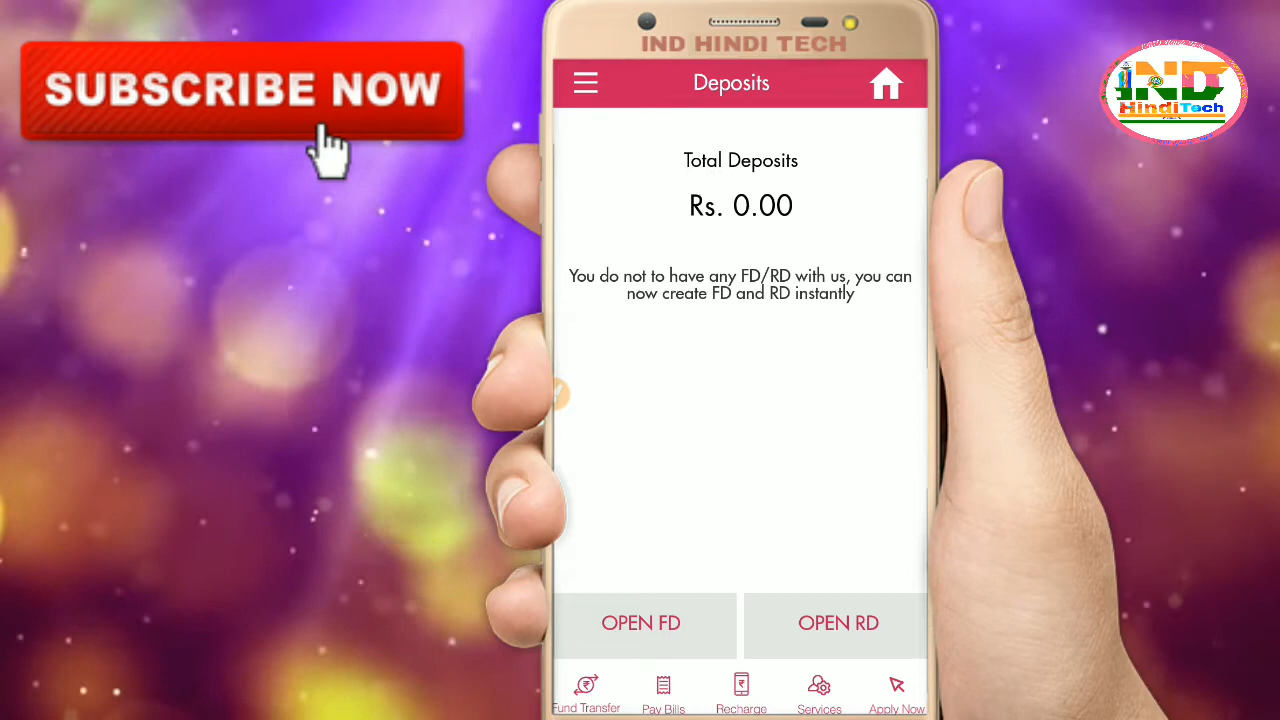 SUBSCRIBE NOW
IND HINDI TECH
IND
HindiTech
Deposits
Total Deposits
Rs. 0.00
You do not to have any FD/RD with us, you can
now create FD and RD instantly
OPEN FD
OPEN RD
Fund Transfer
Pay Bills
Recharge
Services
Apply Now